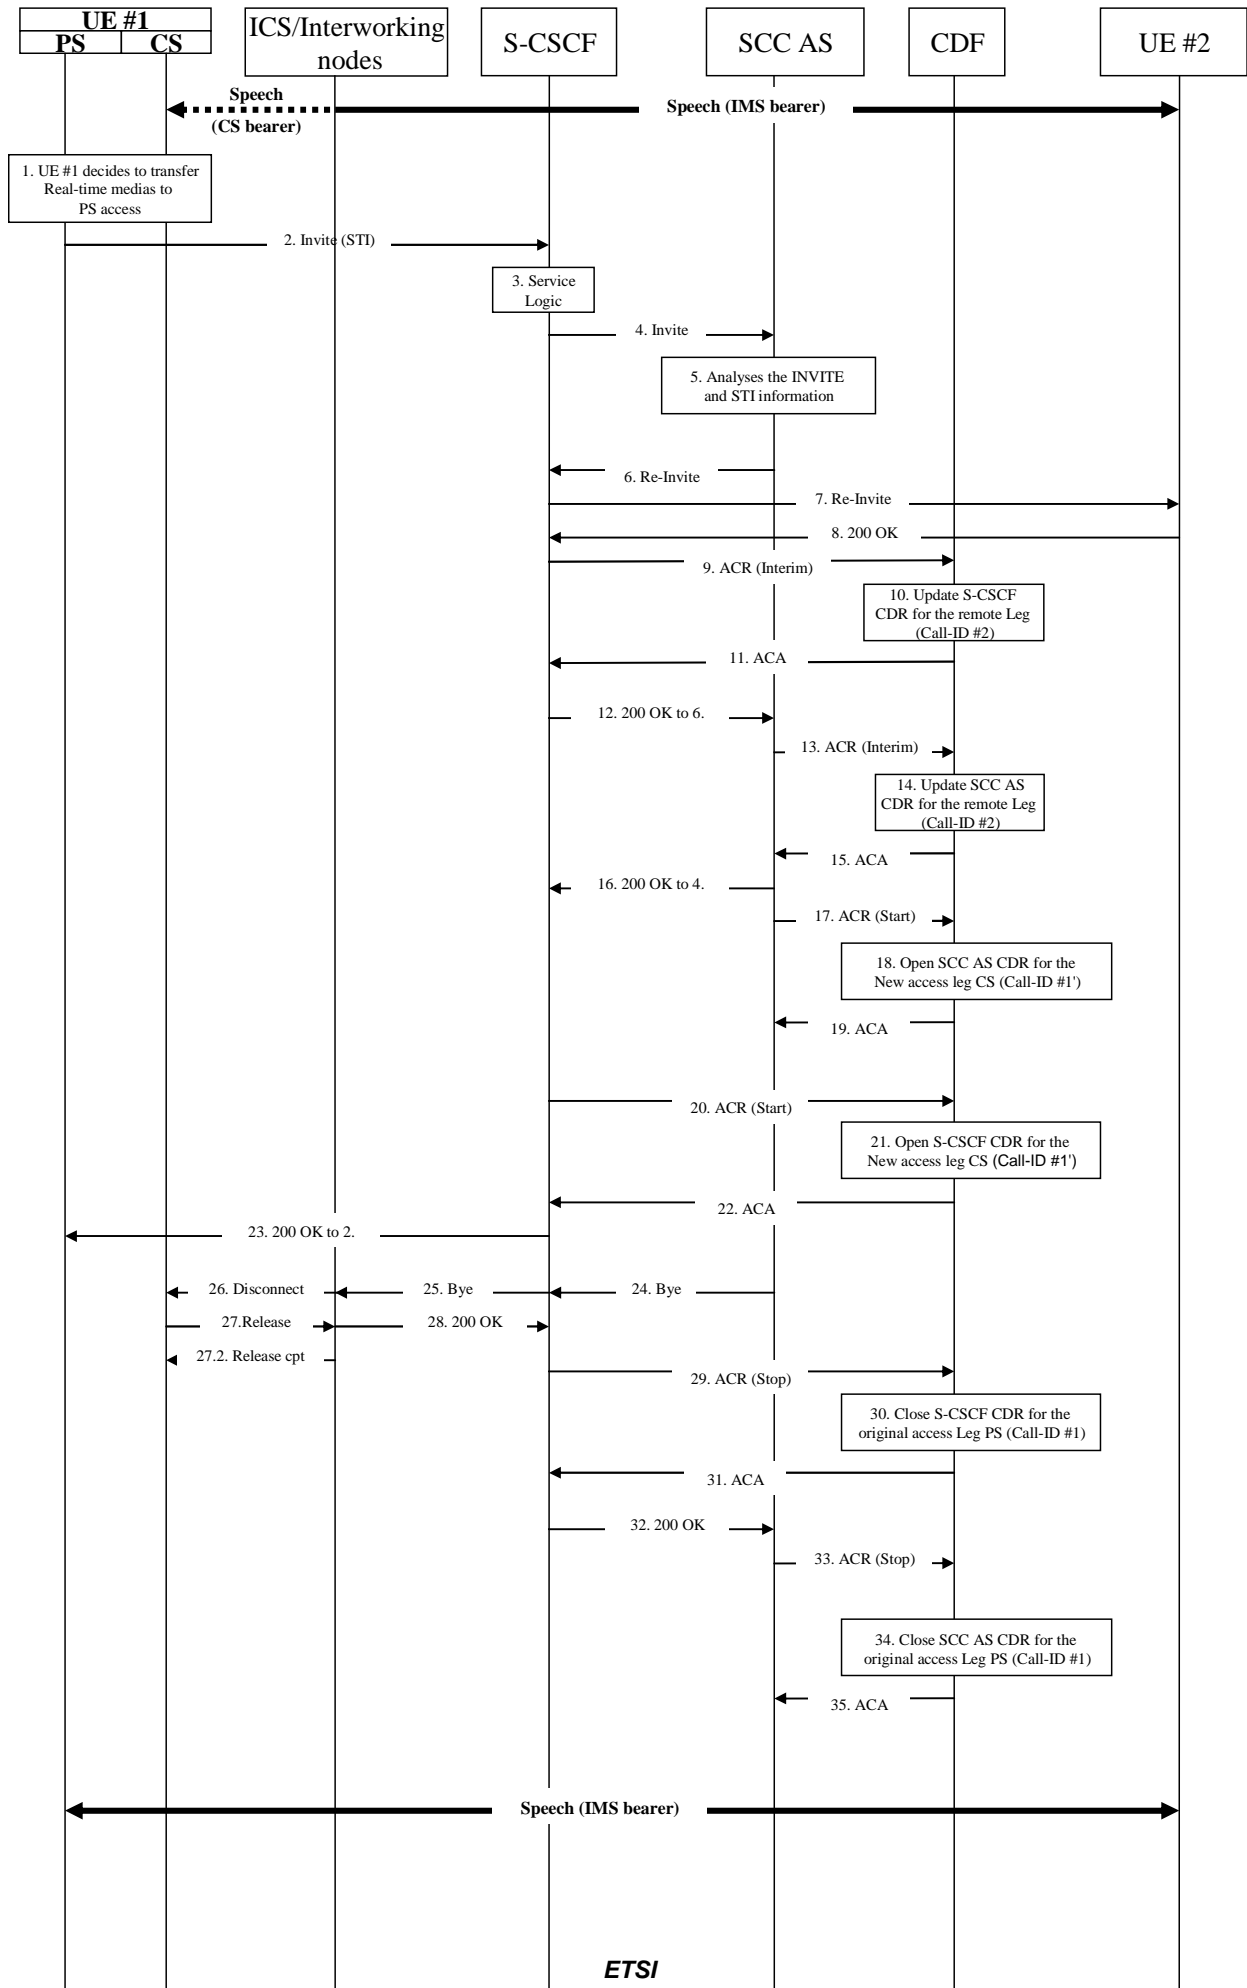 UE #1
PS CS
ICS/Interworking
nodes
S-CSCF
SCC AS
CDF
UE #2
Speech
(CS bearer)
Speech (IMS bearer)
1. UE #1 decides to transfer
Real-time medias to
PS access
2. Invite (STI)
3. Service
Logic
4. Invite
5. Analyses the INVITE
and STI information
6. Re-Invite
7. Re-Invite
8. 200 OK
9. ACR (Interim)
10. Update S-CSCF
CDR for the remote Leg
(Call-ID #2)
11. ACA
12. 200 OK to 6.
13. ACR (Interim)
14. Update SCC AS
CDR for the remote Leg
(Call-ID #2)
15. ACA
16. 200 OK to 4.
17. ACR (Start)
18. Open SCC AS CDR for the
New access leg CS (Call-ID #1')
19. ACA
20. ACR (Start)
21. Open S-CSCF CDR for the
New access leg CS (Call-ID #1')
22. ACA
23. 200 OK to 2.
26. Disconnect
25. Bye
24. Bye
27.Release
28. 200 OK
27.2. Release cpt
29. ACR (Stop)
30. Close S-CSCF CDR for the
original access Leg PS (Call-ID #1)
31. ACA
32. 200 OK
33. ACR (Stop)
34. Close SCC AS CDR for the
original access Leg PS (Call-ID #1)
35. ACA
Speech (IMS bearer)
ETSI